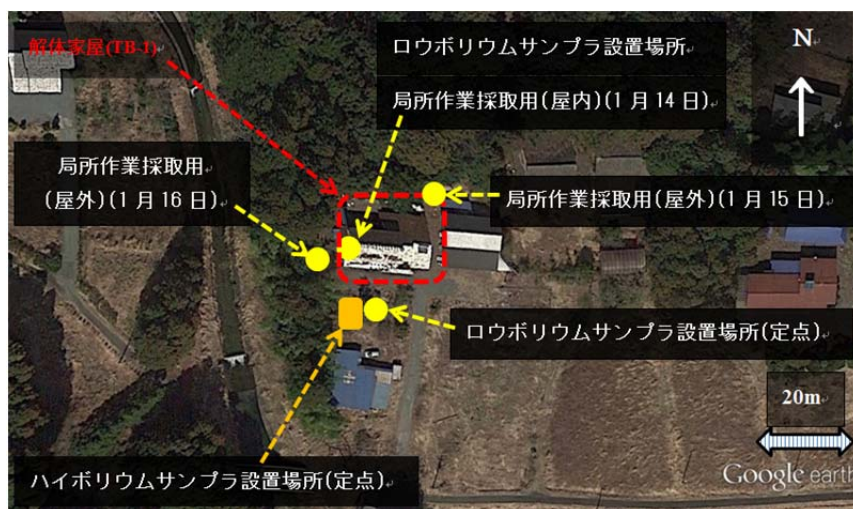 解体家屋(TB-1)
ロウボリウムサンプラ設置場所
局所作業採取用(屋内)(1月14日)
N
局所作業採取用
(屋外)(1月16日)
局所作業採取用(屋外)(1月15日)
ロウボリウムサンプラ設置場所(定点)
20m
ハイボリウムサンプラ設置場所(定点)
Google earth